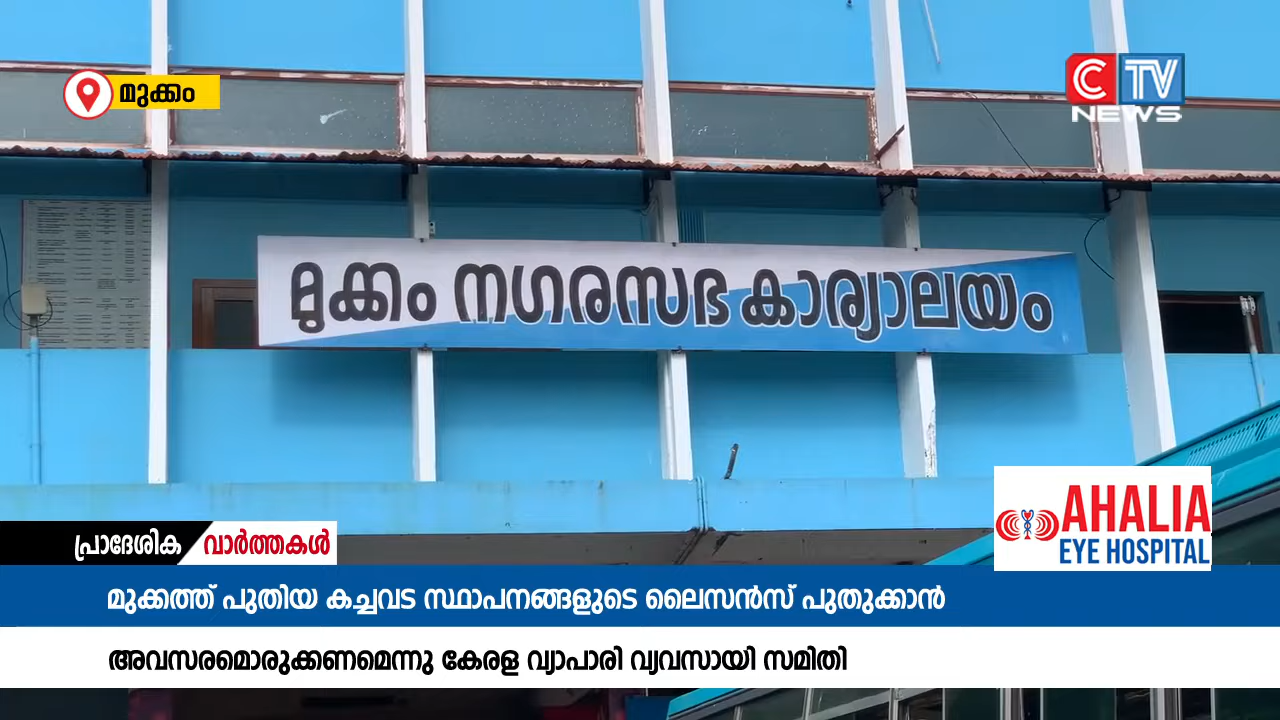 മുക്കം
C TV
NEWS
മുക്കം നഗരസഭ കാര്യാലയം
AHALIA
EYE HOSPITAL
പ്രാദേശിക വാർത്തകൾ
മുക്കത്ത് പുതിയ കച്ചവട സ്ഥാപനങ്ങളുടെ ലൈസൻസ് പുതുക്കാൻ
അവസരമൊരുക്കണമെന്നു കേരള വ്യാപാരി വ്യവസായി സമിതി